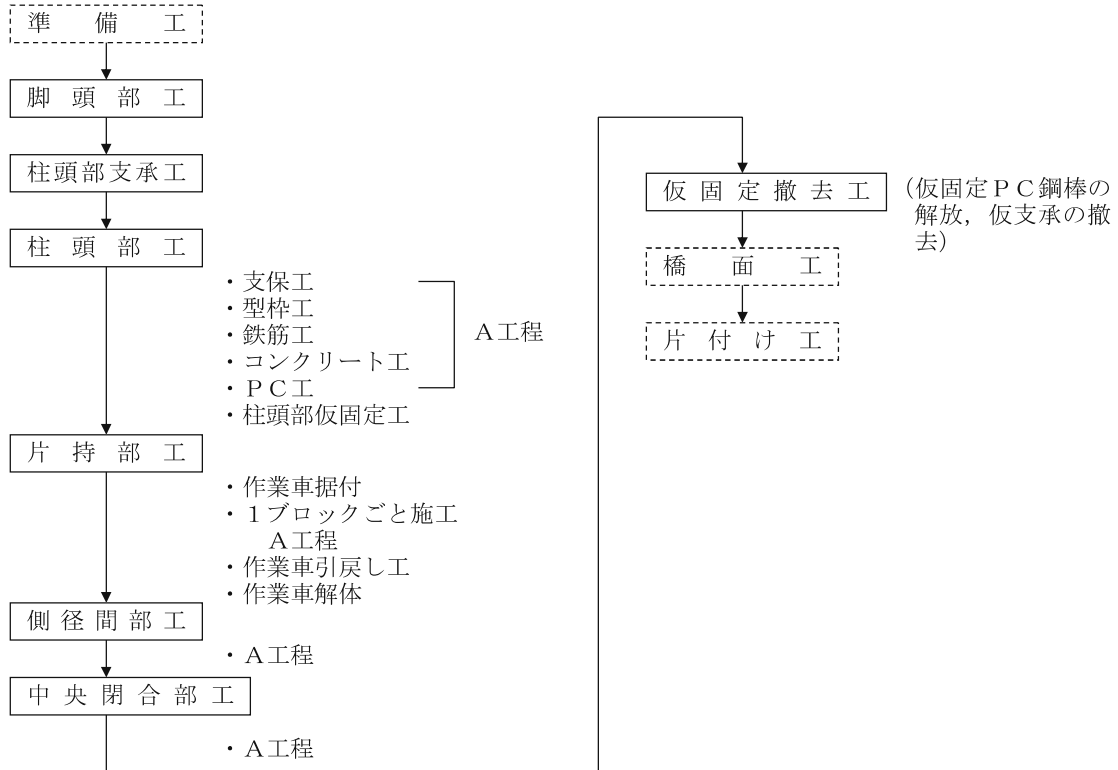 準備工
脚頭部工
柱頭部支承工
柱頭部工
・支保工
・型枠工
・鉄筋工
・コンクリート工
・ＰＣ工
・柱頭部仮固定工
Ａ工程
片持部工
・作業車据付
・１ブロックごと施工
Ａ工程
・作業車引戻し工
・作業車解体
側径間部工
・Ａ工程
中央閉合部工
・Ａ工程
仮固定撤去工
（仮固定ＰＣ鋼棒の
解放，仮支承の撤
去）
橋面工
片付け工